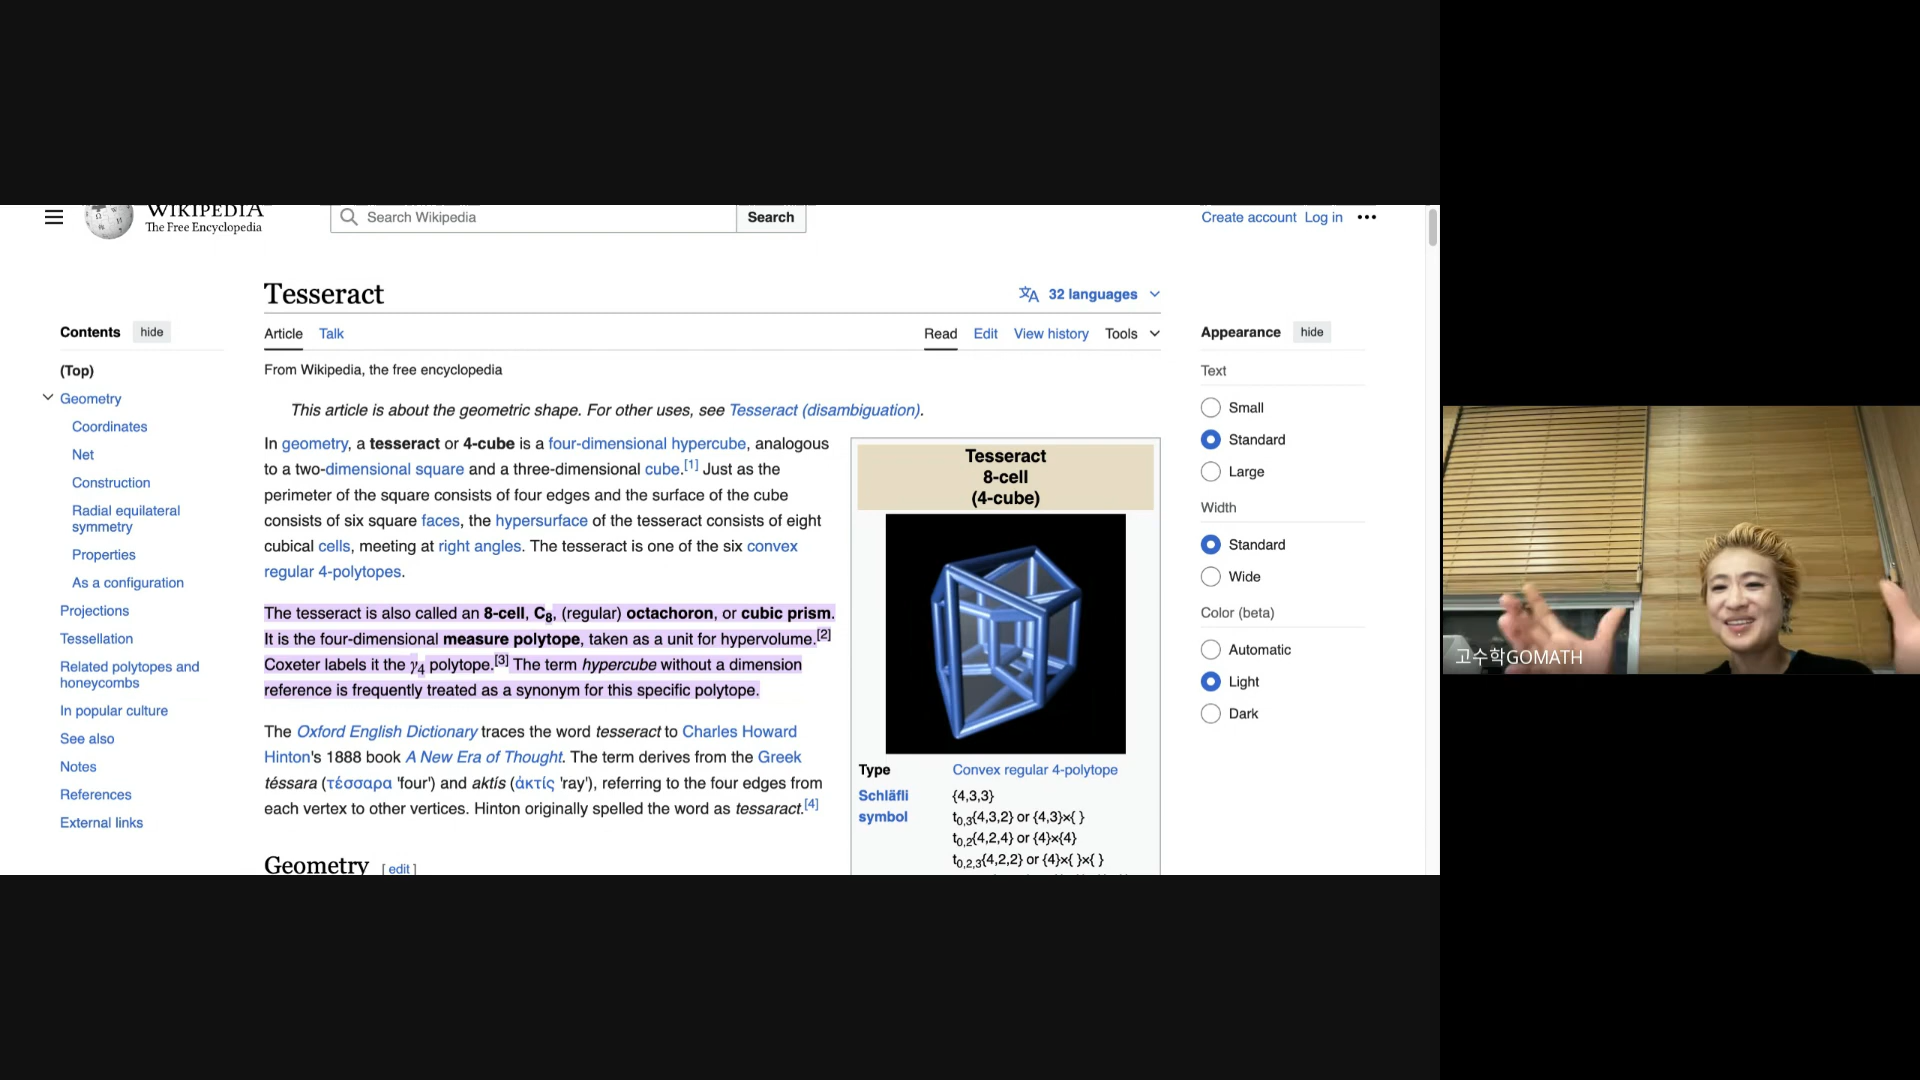 WIKIPEDIA
The Free Encyclopedia
Search Wikipedia
Search
Create account Log in
Tesseract
32 languages
Article Talk
Read Edit View history Tools
From Wikipedia, the free encyclopedia
Contents hide
(Top)
Geometry
Coordinates
Net
Construction
Radial equilateral
symmetry
Properties
As a configuration
Projections
Tessellation
Related polytopes and
honeycombs
In popular culture
See also
Notes
References
External links
This article is about the geometric shape. For other uses, see Tesseract (disambiguation).
In geometry, a tesseract or 4-cube is a four-dimensional hypercube, analogous
to a two-dimensional square and a three-dimensional cube.[1] Just as the
perimeter of the square consists of four edges and the surface of the cube
consists of six square faces, the hypersurface of the tesseract consists of eight
cubical cells, meeting at right angles. The tesseract is one of the six convex
regular 4-polytopes.
The tesseract is also called an 8-cell, C8, (regular) octachoron, or cubic prism.
It is the four-dimensional measure polytope, taken as a unit for hypervolume.[2]
Coxeter labels it the γ4 polytope.[3] The term hypercube without a dimension
reference is frequently treated as a synonym for this specific polytope.
The Oxford English Dictionary traces the word tesseract to Charles Howard
Hinton's 1888 book A New Era of Thought. The term derives from the Greek
téssara (τέσσαρα 'four') and aktís (ἀκτίς 'ray'), referring to the four edges from
each vertex to other vertices. Hinton originally spelled the word as tessaract.[4]
Geometry [ edit ]
Tesseract
8-cell
(4-cube)
Type Convex regular 4-polytope
Schläfli
symbol
{4,3,3}
t0,3{4,3,2} or {4,3}×{ }
t0,2{4,2,4} or {4}×{4}
t0,2,3{4,2,2} or {4}×{ }×{ }
Appearance hide
Text
Small
Standard
Large
Width
Standard
Wide
Color (beta)
Automatic
Light
Dark
고수학GOMATH